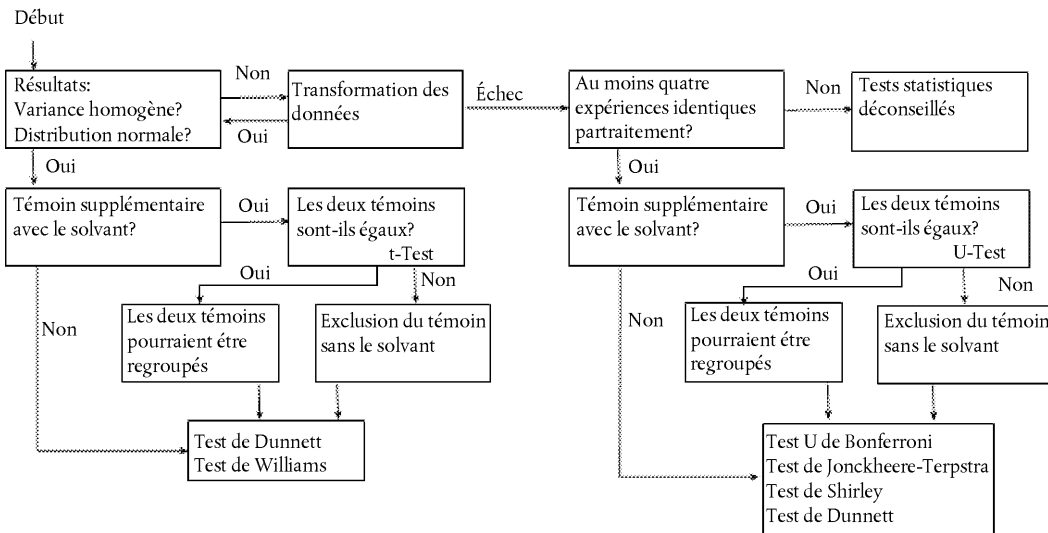 Début
Résultats:
Variance homogène?
Distribution normale?
Non
Oui
Transformation des
données
Échec
Au moins quatre
expériences identiques
partraitement?
Non
Tests statistiques
déconseillés
Oui
Témoin supplémentaire
avec le solvant?
Oui
Les deux témoins
sont-ils égaux?
t-Test
Oui
Non
Non
Les deux témoins
pourraient étre
regroupés
Exclusion du témoin
sans le solvant
Test de Dunnett
Test de Williams
Oui
Témoin supplémentaire
avec le solvant?
Oui
Les deux témoins
sont-ils égaux?
U-Test
Oui
Non
Non
Les deux témoins
pourraient étre
regroupés
Exclusion du témoin
sans le solvant
Test U de Bonferroni
Test de Jonckheere-Terpstra
Test de Shirley
Test de Dunnett